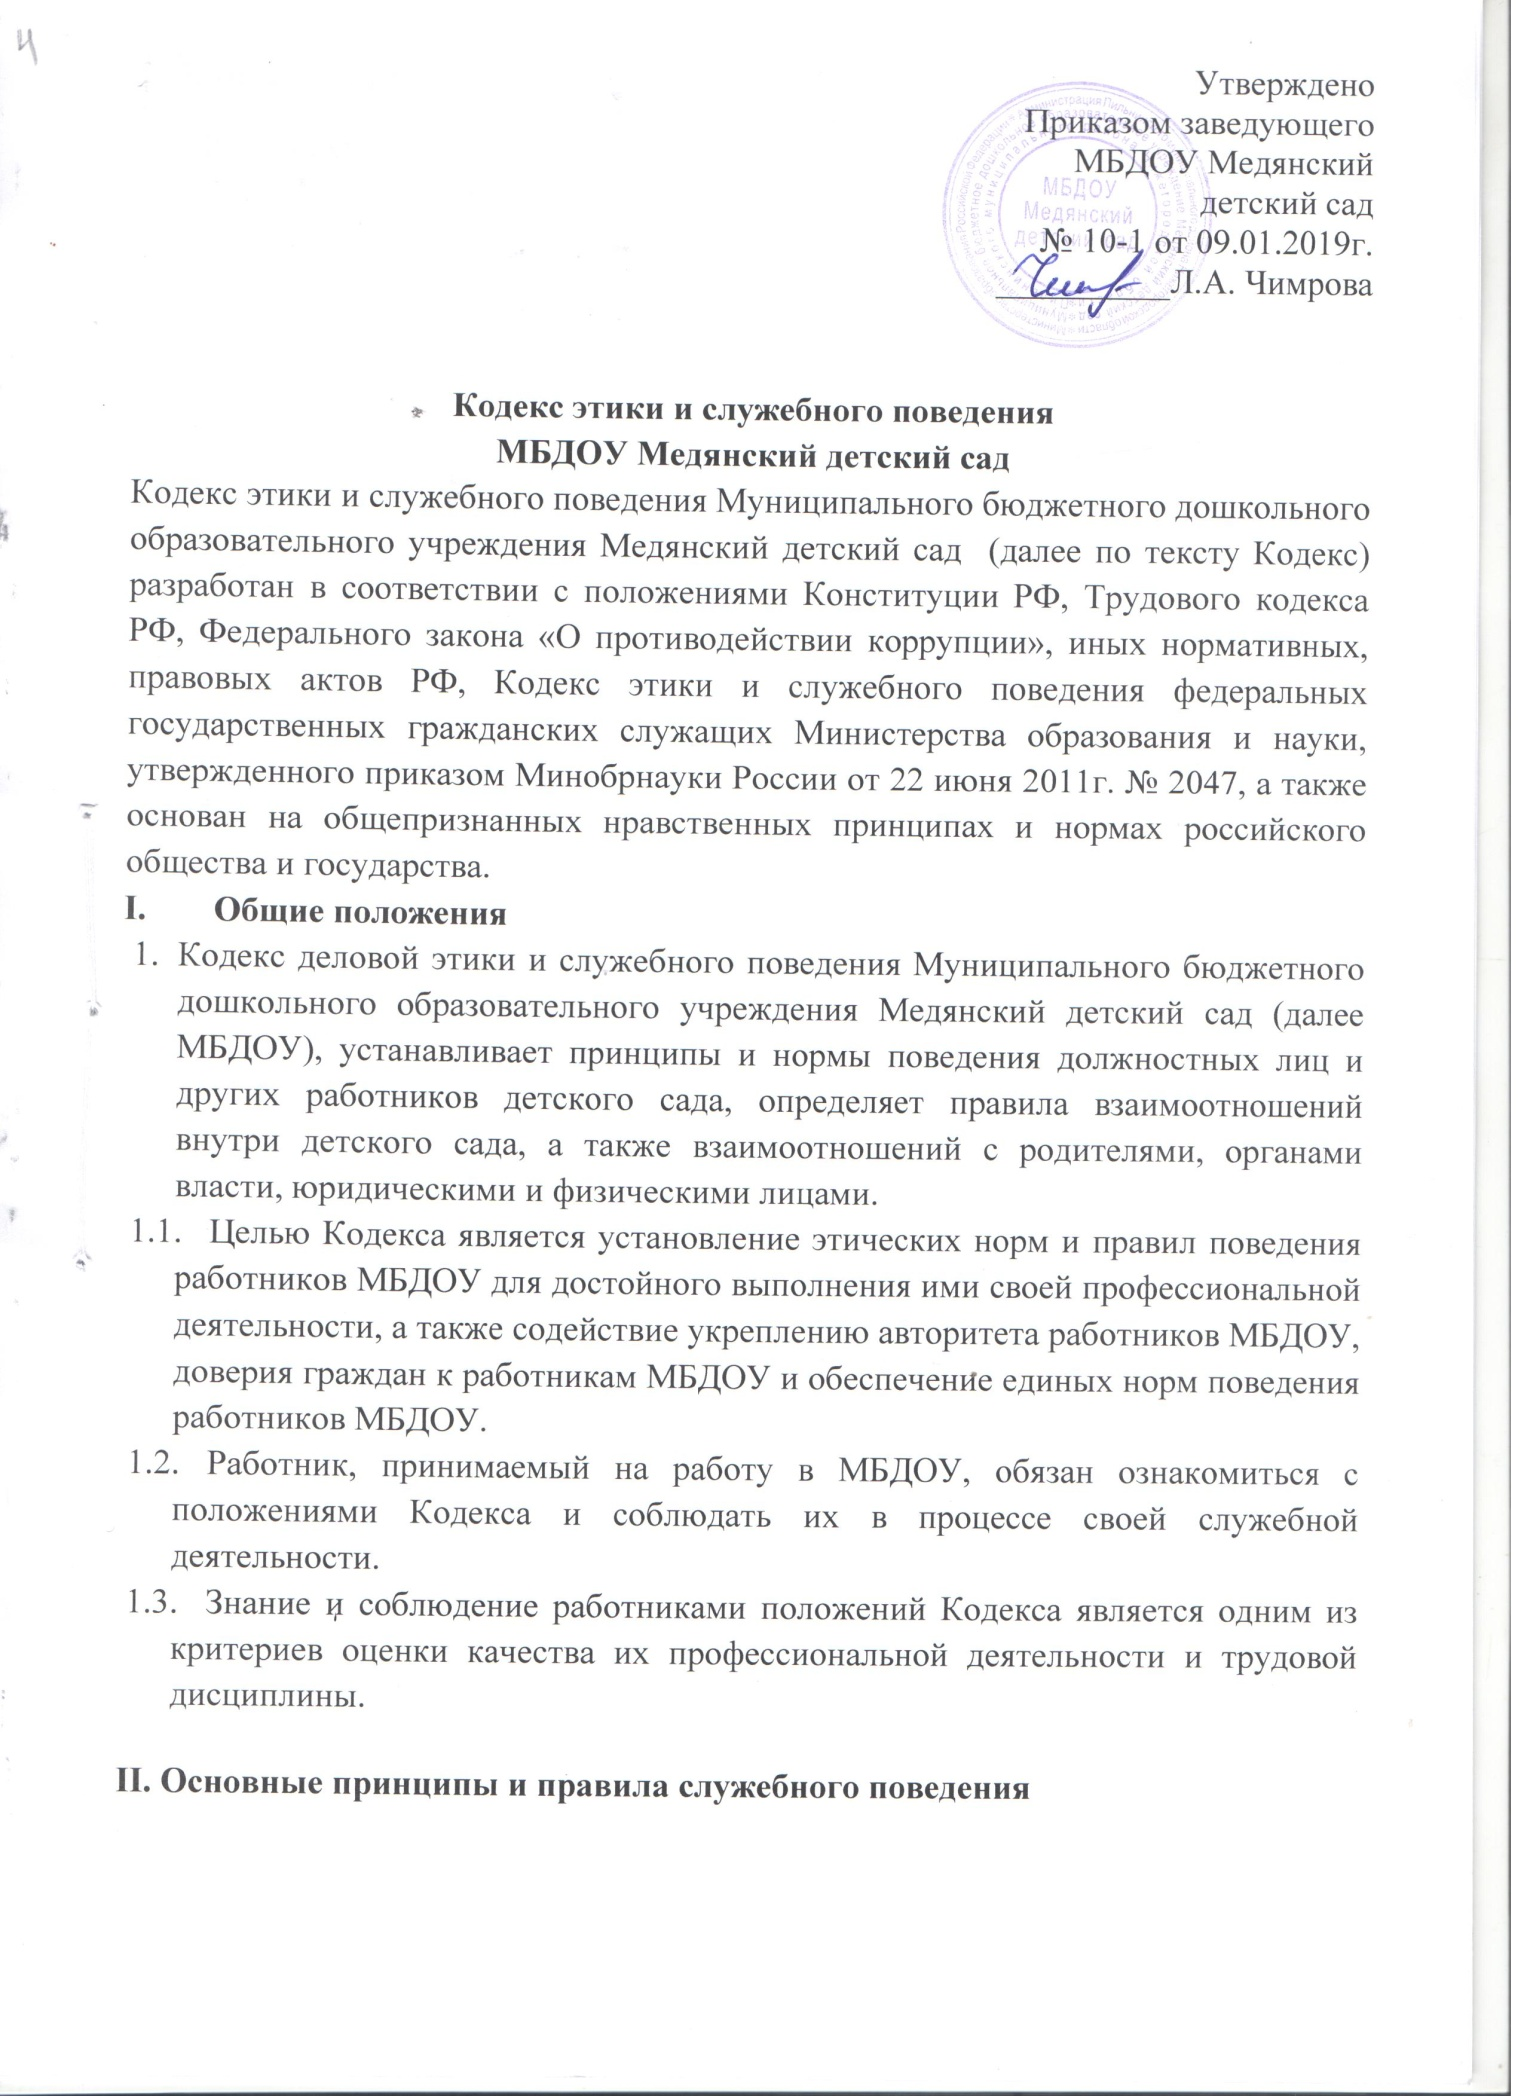 Утверждено
Приказом заведующего
МБДОУ Медянский
детский сад
№ 10-1 от 09.01.2019г.
__________Л.А. Чимрова
МБДОУ
Медянский
детский сад
Кодекс этики и служебного поведения
МБДОУ Медянский детский сад
Кодекс этики и служебного поведения Муниципального бюджетного дошкольного
образовательного учреждения Медянский детский сад (далее по тексту Кодекс)
разработан в соответствии с положениями Конституции РФ, Трудового кодекса
РФ, Федерального закона «О противодействии коррупции», иных нормативных,
правовых актов РФ, Кодекс этики и служебного поведения федеральных
государственных гражданских служащих Министерства образования и науки,
утвержденного приказом Минобрнауки России от 22 июня 2011г. № 2047, а также
основан на общепризнанных нравственных принципах и нормах российского
общества и государства.
I. Общие положения
1. Кодекс деловой этики и служебного поведения Муниципального бюджетного
дошкольного образовательного учреждения Медянский детский сад (далее
МБДОУ), устанавливает принципы и нормы поведения должностных лиц и
других работников детского сада, определяет правила взаимоотношений
внутри детского сада, а также взаимоотношений с родителями, органами
власти, юридическими и физическими лицами.
1.1. Целью Кодекса является установление этических норм и правил поведения
работников МБДОУ для достойного выполнения ими своей профессиональной
деятельности, а также содействие укреплению авторитета работников МБДОУ,
доверия граждан к работникам МБДОУ и обеспечение единых норм поведения
работников МБДОУ.
1.2. Работник, принимаемый на работу в МБДОУ, обязан ознакомиться с
положениями Кодекса и соблюдать их в процессе своей служебной
деятельности.
1.3. Знание и соблюдение работниками положений Кодекса является одним из
критериев оценки качества их профессиональной деятельности и трудовой
дисциплины.
II. Основные принципы и правила служебного поведения